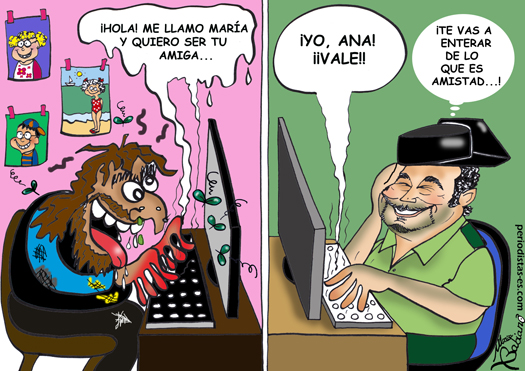 ¡HOLA! ME LLAMO MARÍA
Y QUIERO SER TU
AMIGA...
¡YO, ANA!
¡¡VALE!!
¡TE VAS A
ENTERAR
DE LO
QUE ES
AMISTAD...!
periodistas-es.com